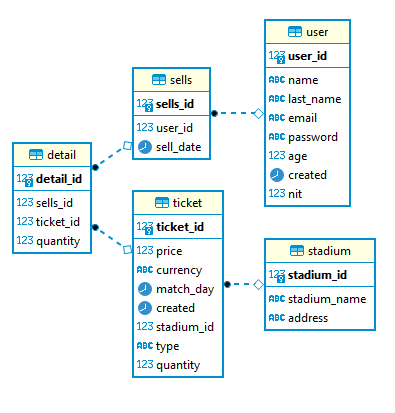 user
123 user_id
ABC name
ABC last_name
ABC email
ABC password
123 age
created
123 nit
sells
123 sells_id
123 user_id
sell_date
detail
123 detail_id
123 sells_id
123 ticket_id
123 quantity
ticket
123 ticket_id
123 price
ABC currency
match_day
created
123 stadium_id
ABC type
123 quantity
stadium
123 stadium_id
ABC stadium_name
ABC address